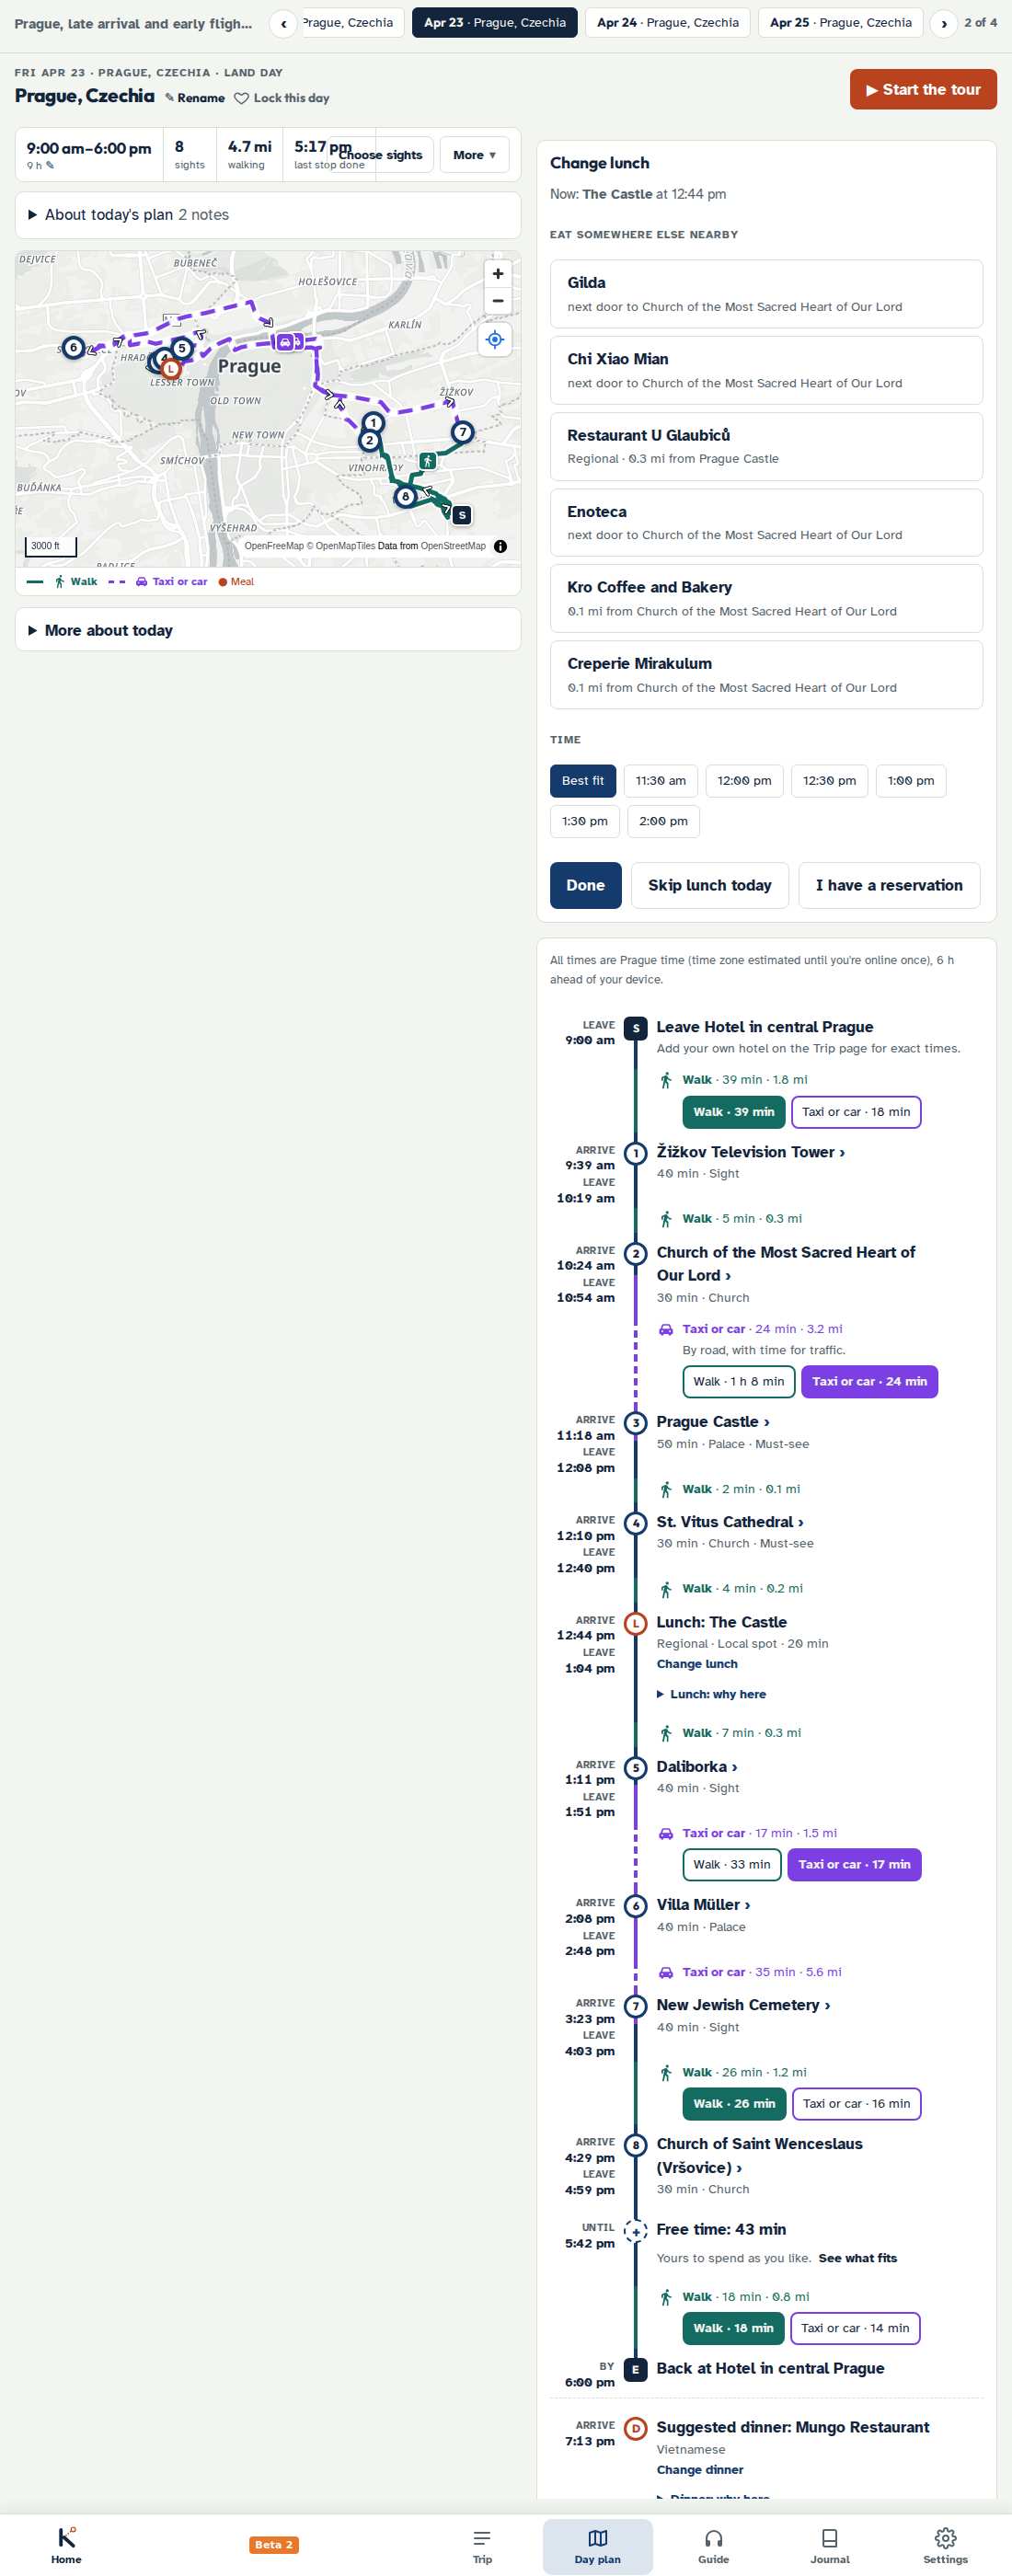 Prague, late arrival and early fligh...
‹
Prague, Czechia
Apr 23 · Prague, Czechia
Apr 24 · Prague, Czechia
Apr 25 · Prague, Czechia
›
2 of 4
FRI APR 23 · PRAGUE, CZECHIA · LAND DAY
Prague, Czechia ✎ Rename Lock this day
▶ Start the tour
9:00 am–6:00 pm
9 h ✎
8
sights
4.7 mi
walking
5:17 pm
last stop done
Choose sights
More ▼
▶ About today's plan 2 notes
DEJVICE
BUBENEČ
HOLEŠOVICE
KARLÍN
Prague
LESSER TOWN
OLD TOWN
ŽIŽKOV
NEW TOWN
SMÍCHOV
BUĎÁNKA
VYŠEHRAD
+
−
6
5
4
L
1
2
7
8
S
3000 ft
OpenFreeMap © OpenMapTiles Data from OpenStreetMap
Walk
Taxi or car
Meal
▶ More about today
Change lunch
Now: The Castle at 12:44 pm
EAT SOMEWHERE ELSE NEARBY
Gilda
next door to Church of the Most Sacred Heart of Our Lord
Chi Xiao Mian
next door to Church of the Most Sacred Heart of Our Lord
Restaurant U Glaubiců
Regional · 0.3 mi from Prague Castle
Enoteca
next door to Church of the Most Sacred Heart of Our Lord
Kro Coffee and Bakery
0.1 mi from Church of the Most Sacred Heart of Our Lord
Creperie Mirakulum
0.1 mi from Church of the Most Sacred Heart of Our Lord
TIME
Best fit
11:30 am
12:00 pm
12:30 pm
1:00 pm
1:30 pm
2:00 pm
Done
Skip lunch today
I have a reservation
All times are Prague time (time zone estimated until you're online once), 6 h
ahead of your device.
LEAVE
9:00 am
S
Leave Hotel in central Prague
Add your own hotel on the Trip page for exact times.
Walk · 39 min · 1.8 mi
Walk · 39 min
Taxi or car · 18 min
ARRIVE
9:39 am
LEAVE
10:19 am
1
Žižkov Television Tower ›
40 min · Sight
Walk · 5 min · 0.3 mi
ARRIVE
10:24 am
LEAVE
10:54 am
2
Church of the Most Sacred Heart of
Our Lord ›
30 min · Church
Taxi or car · 24 min · 3.2 mi
By road, with time for traffic.
Walk · 1 h 8 min
Taxi or car · 24 min
ARRIVE
11:18 am
LEAVE
12:08 pm
3
Prague Castle ›
50 min · Palace · Must-see
Walk · 2 min · 0.1 mi
ARRIVE
12:10 pm
LEAVE
12:40 pm
4
St. Vitus Cathedral ›
30 min · Church · Must-see
Walk · 4 min · 0.2 mi
ARRIVE
12:44 pm
LEAVE
1:04 pm
L
Lunch: The Castle
Regional · Local spot · 20 min
Change lunch
▶ Lunch: why here
Walk · 7 min · 0.3 mi
ARRIVE
1:11 pm
LEAVE
1:51 pm
5
Daliborka ›
40 min · Sight
Taxi or car · 17 min · 1.5 mi
Walk · 33 min
Taxi or car · 17 min
ARRIVE
2:08 pm
LEAVE
2:48 pm
6
Villa Müller ›
40 min · Palace
Taxi or car · 35 min · 5.6 mi
ARRIVE
3:23 pm
LEAVE
4:03 pm
7
New Jewish Cemetery ›
40 min · Sight
Walk · 26 min · 1.2 mi
Walk · 26 min
Taxi or car · 16 min
ARRIVE
4:29 pm
LEAVE
4:59 pm
8
Church of Saint Wenceslaus
(Vršovice) ›
30 min · Church
UNTIL
5:42 pm
+
Free time: 43 min
Yours to spend as you like. See what fits
Walk · 18 min · 0.8 mi
Walk · 18 min
Taxi or car · 14 min
BY
6:00 pm
E
Back at Hotel in central Prague
ARRIVE
7:13 pm
D
Suggested dinner: Mungo Restaurant
Vietnamese
Change dinner
▶ Dinner: why here
Home
Beta 2
Trip
Day plan
Guide
Journal
Settings